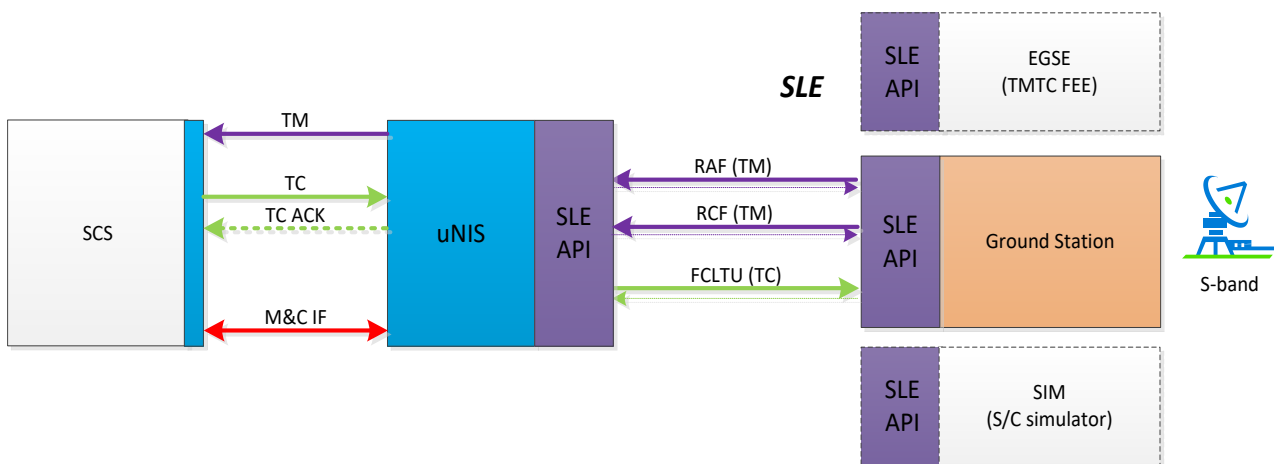 SLE
SLE
API
EGSE
(TMTC FEE)
SCS
TM
TC
TC ACK
M&C IF
uNIS
SLE
API
RAF (TM)
RCF (TM)
FCLTU (TC)
SLE
API
Ground Station
S-band
SLE
API
SIM
(S/C simulator)